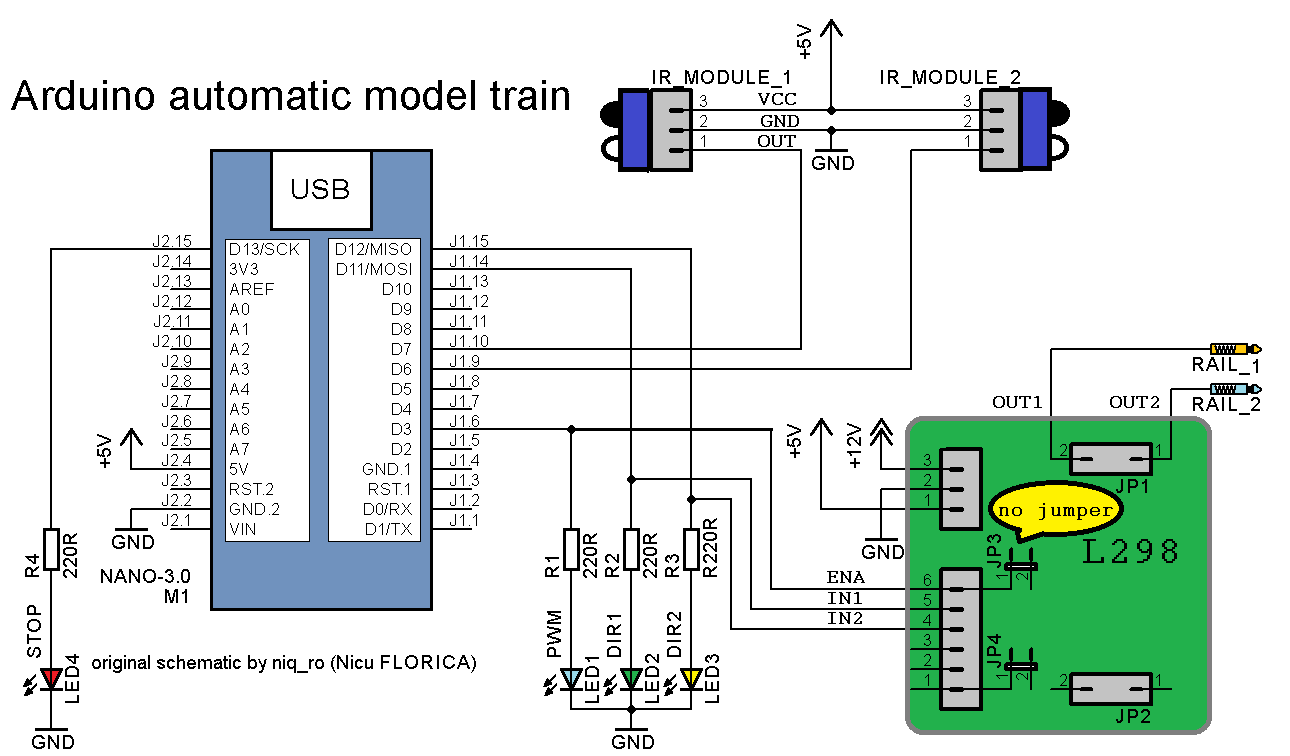 +5V
IR_MODULE_1
IR_MODULE_2
Arduino automatic model train
3 VCC 3
2 GND 2
1 OUT 1
GND
USB
J2.15 D13/SCK D12/MISO J1.15
J2.14 3V3 D11/MOSI J1.14
J2.13 AREF D10 J1.13
J2.12 A0 D9 J1.12
J2.11 A1 D8 J1.11
J2.10 A2 D7 J1.10
J2.9 A3 D6 J1.9
J2.8 A4 D5 J1.8
J2.7 A5 D4 J1.7
J2.6 A6 D3 J1.6
J2.5 A7 D2 J1.5
J2.4 5V GND.1 J1.4
J2.3 RST.2 RST.1 J1.3
J2.2 GND.2 D0/RX J1.2
J2.1 VIN D1/TX J1.1
+5V
GND
NANO-3.0
M1
RAIL_1
RAIL_2
OUT1
OUT2
+5V
+12V
GND
3
2
1
2 1
JP1
no jumper
L298
JP3
1 2
R4
220R
R1
220R
R2
220R
R3
R220R
ENA 6
IN1 5
IN2 4
3
2
1
JP4
1 2
2 1
JP2
STOP
LED4
PWM
LED1
DIR1
LED2
DIR2
LED3
original schematic by niq_ro (Nicu FLORICA)
GND
GND